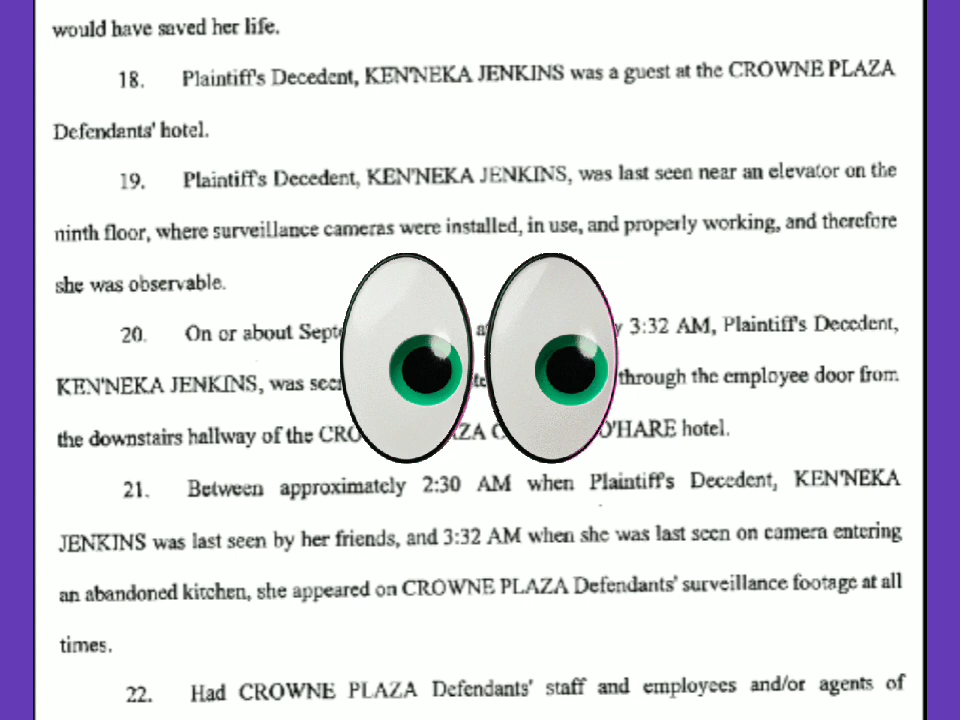 would have saved her life.
18. Plaintiff's Decedent, KEN'NEKA JENKINS was a guest at the CROWNE PLAZA
Defendants' hotel.
19. Plaintiff's Decedent, KEN'NEKA JENKINS, was last seen near an elevator on the
ninth floor, where surveillance cameras were installed, in use, and properly working, and therefore
she was observable.
20. On or about 3:32 AM, Plaintiff's Decedent,
KEN'NEKA JENKINS, was through the employee door from
the downstairs hallway of the O'HARE hotel.
21. Between approximately 2:30 AM when Plaintiff's Decedent, KEN'NEKA
JENKINS was last seen by her friends, and 3:32 AM when she was last seen on camera entering
an abandoned kitchen, she appeared on CROWNE PLAZA Defendants' surveillance footage at all
times.
22. Had CROWNE PLAZA Defendants' staff and employees and/or agents of